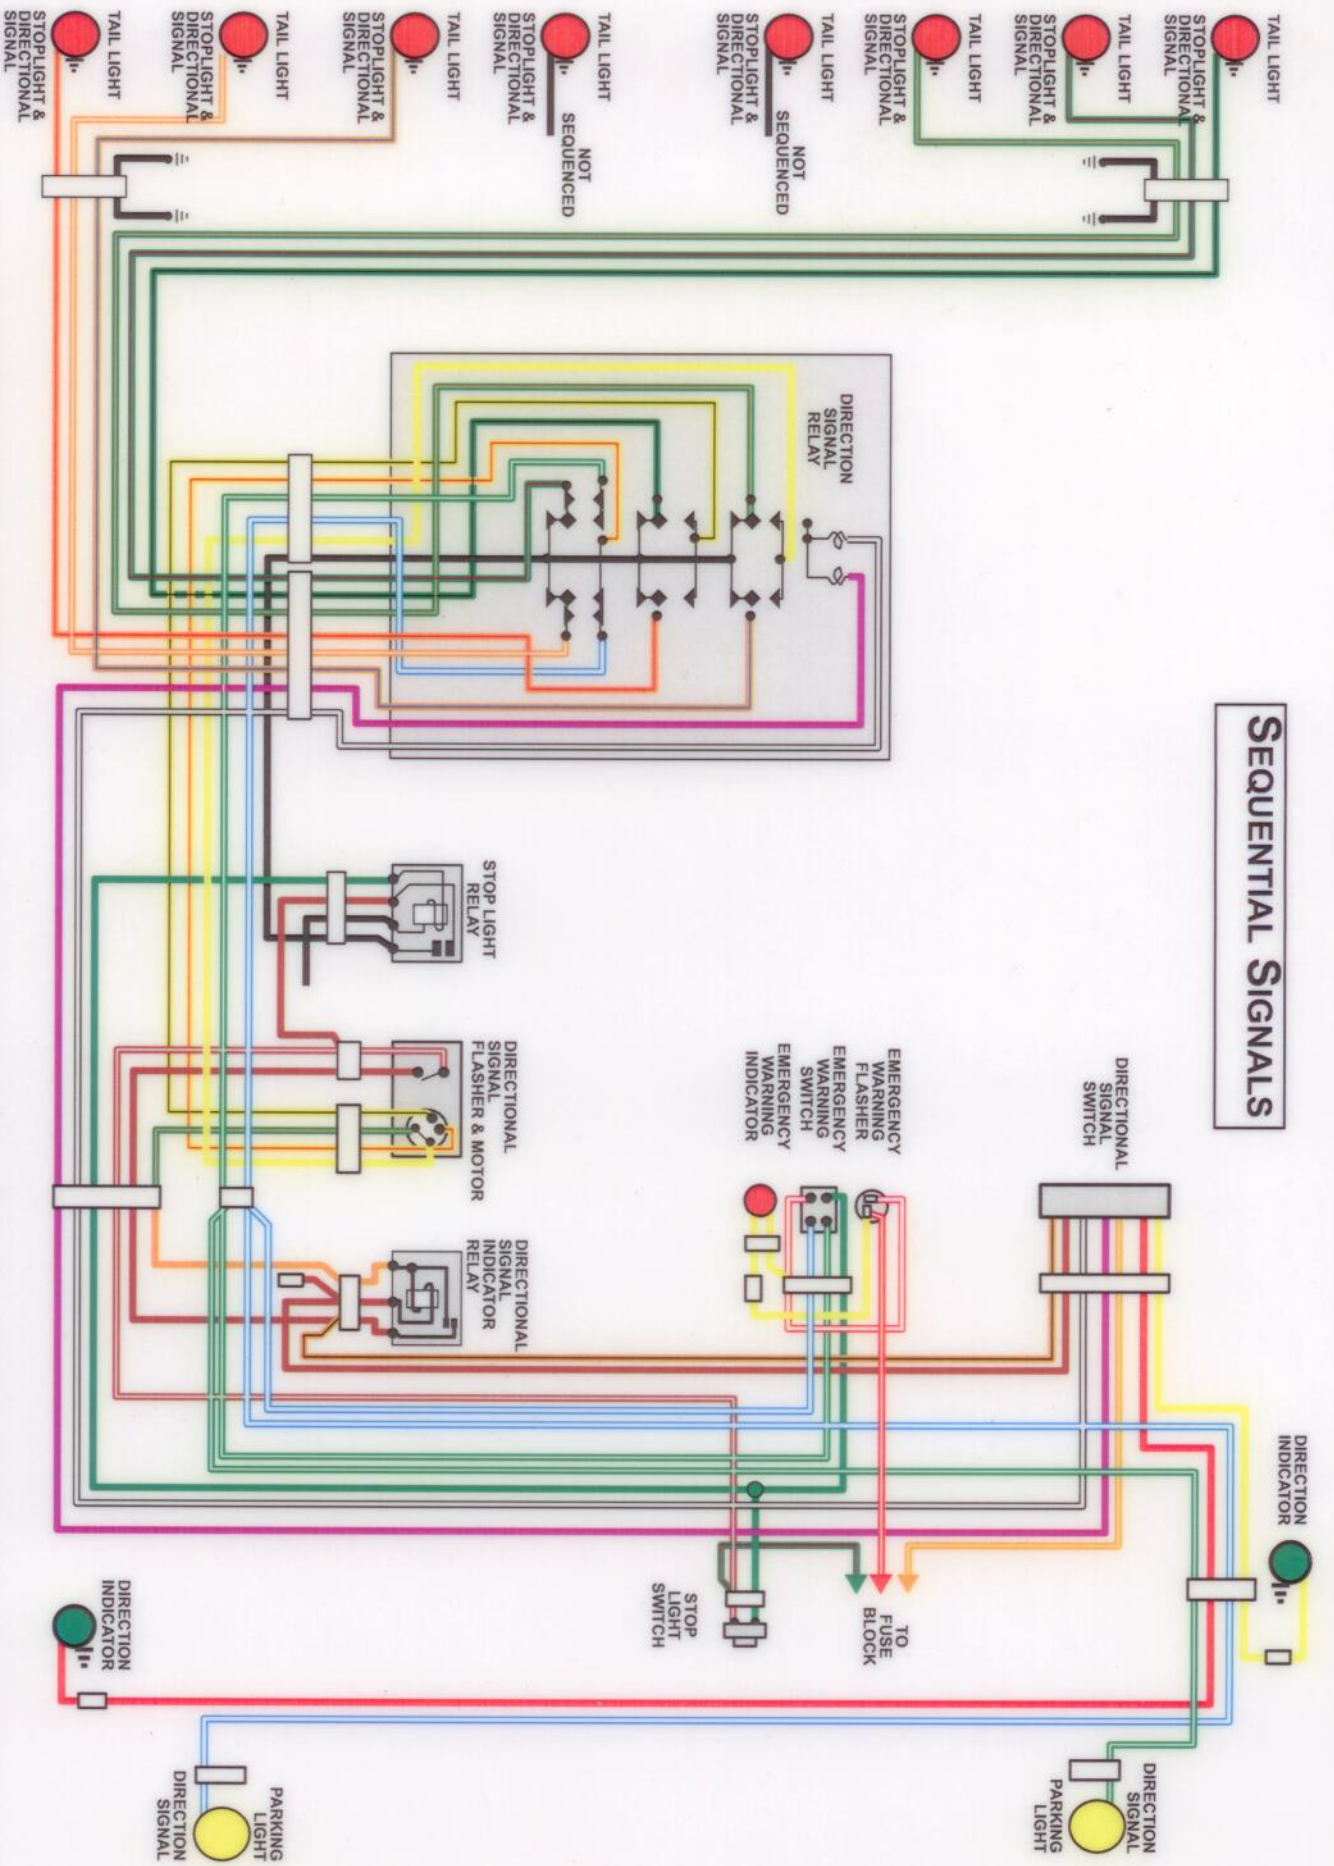 SEQUENTIAL SIGNALS
TAIL LIGHT
STOPLIGHT &
DIRECTIONAL
SIGNAL
TAIL LIGHT
STOPLIGHT &
DIRECTIONAL
SIGNAL
TAIL LIGHT
STOPLIGHT &
DIRECTIONAL
SIGNAL
TAIL LIGHT
STOPLIGHT &
DIRECTIONAL
SIGNAL
NOT
SEQUENCED
TAIL LIGHT
STOPLIGHT &
DIRECTIONAL
SIGNAL
NOT
SEQUENCED
TAIL LIGHT
STOPLIGHT &
DIRECTIONAL
SIGNAL
TAIL LIGHT
STOPLIGHT &
DIRECTIONAL
SIGNAL
TAIL LIGHT
STOPLIGHT &
DIRECTIONAL
SIGNAL
DIRECTION
SIGNAL
RELAY
STOP LIGHT
RELAY
DIRECTIONAL
SIGNAL
FLASHER & MOTOR
DIRECTIONAL
SIGNAL
INDICATOR
RELAY
EMERGENCY
WARNING
FLASHER
EMERGENCY
WARNING
SWITCH
EMERGENCY
WARNING
INDICATOR
DIRECTIONAL
SIGNAL
SWITCH
DIRECTION
INDICATOR
TO
FUSE
BLOCK
STOP
LIGHT
SWITCH
DIRECTION
INDICATOR
DIRECTION
SIGNAL
PARKING
LIGHT
PARKING
LIGHT
DIRECTION
SIGNAL